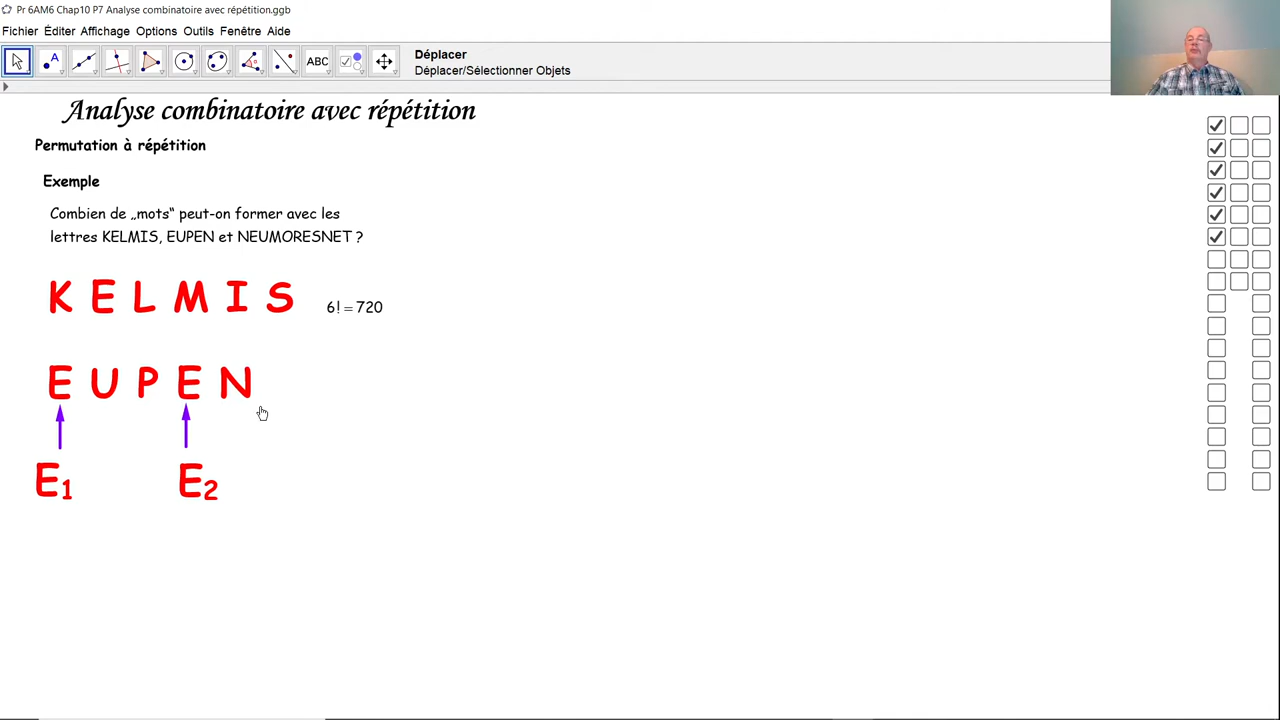 Pr 6AM6 Chap10 P7 Analyse combinatoire avec répétition.ggb
Fichier Éditer Affichage Options Outils Fenêtre Aide
A
ABC
Déplacer
Déplacer/Sélectionner Objets
Analyse combinatoire avec répétition
Permutation à répétition
Exemple
Combien de „mots“ peut-on former avec les
lettres KELMIS, EUPEN et NEUMORESNET ?
K E L M I S 6! = 720
E U P E N
E1 E2